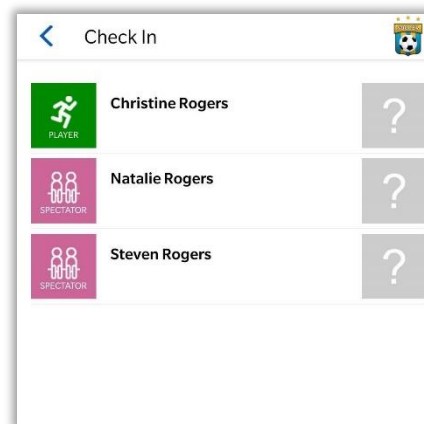 Check In
PLAYER
Christine Rogers
?
SPECTATOR
Natalie Rogers
?
SPECTATOR
Steven Rogers
?